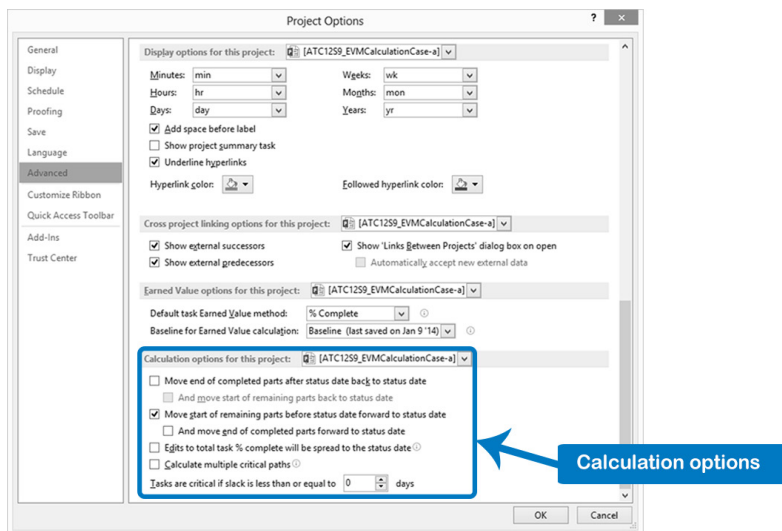 Project Options
?
×
General
Display
Schedule
Proofing
Save
Language
Advanced
Customize Ribbon
Quick Access Toolbar
Add-Ins
Trust Center
Display options for this project: [ATC12S9_EVMCalculationCase-a]
Minutes: min Weeks: wk
Hours: hr Months: mon
Days: day Years: yr
Add space before label
Show project summary task
Underline hyperlinks
Hyperlink color: Followed hyperlink color:
Cross project linking options for this project: [ATC12S9_EVMCalculationCase-a]
Show external successors Show 'Links Between Projects' dialog box on open
Show external predecessors Automatically accept new external data
Earned Value options for this project: [ATC12S9_EVMCalculationCase-a]
Default task Earned Value method: % Complete
Baseline for Earned Value calculation: Baseline (last saved on Jan 9 '14)
Calculation options for this project: [ATC12S9_EVMCalculationCase-a]
Move end of completed parts after status date back to status date
And move start of remaining parts back to status date
Move start of remaining parts before status date forward to status date
And move end of completed parts forward to status date
Edits to total task % complete will be spread to the status date
Calculate multiple critical paths
Tasks are critical if slack is less than or equal to 0 days
Calculation options
OK Cancel